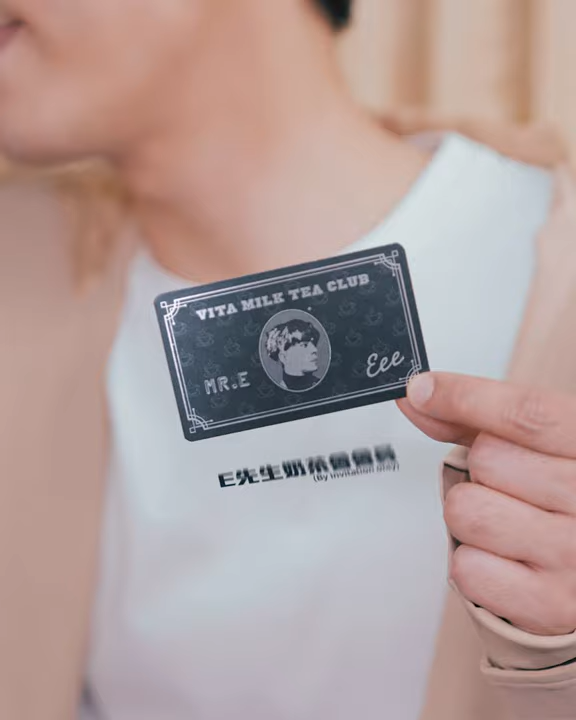 VITA MILK TEA CLUB
MR.E
Eee
E先生奶茶會會員
(By invitation only)